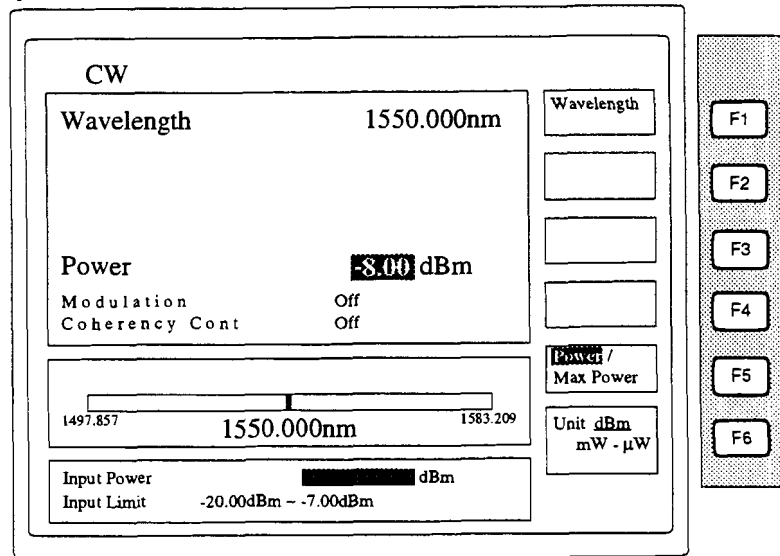 CW
Wavelength 1550.000nm
Power -8.00 dBm
Modulation Off
Coherency Cont Off
1497.857 1550.000nm 1583.209
Input Power dBm
Input Limit -20.00dBm ~ -7.00dBm
Wavelength
Power /
Max Power
Unit dBm
mW - µW
F1
F2
F3
F4
F5
F6